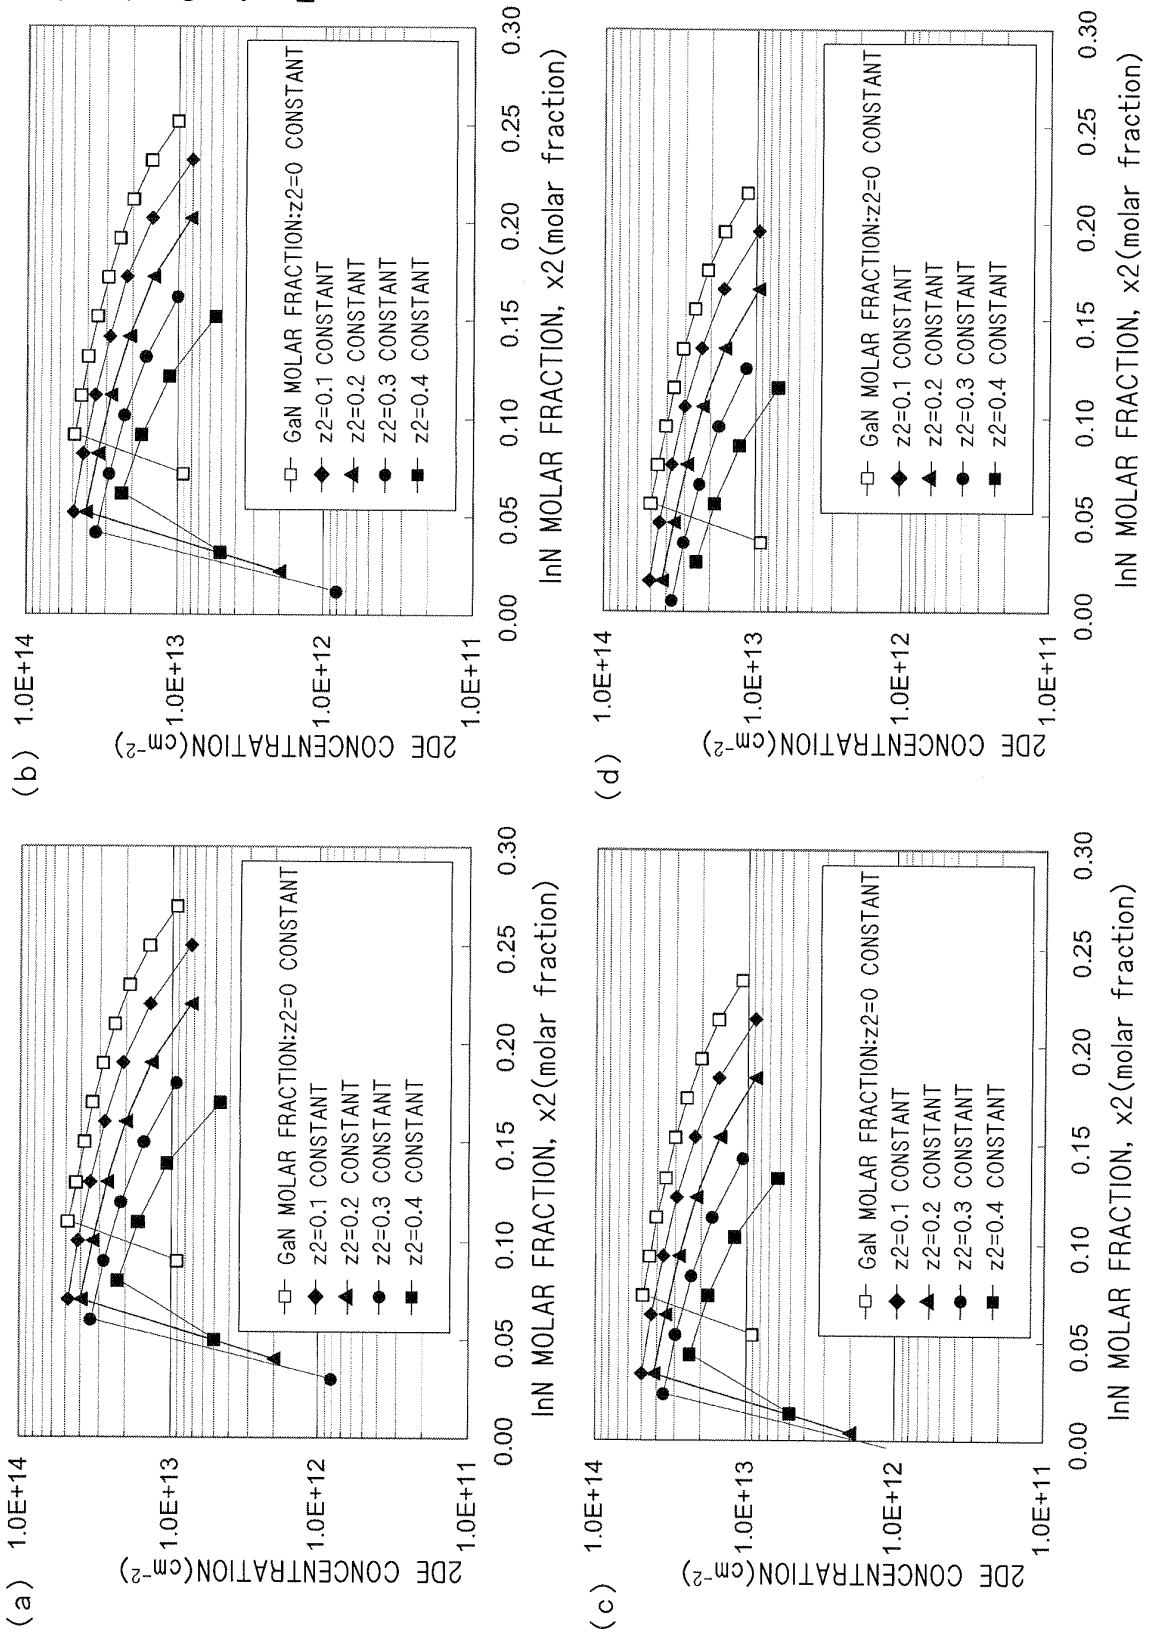 (a)
2DE CONCENTRATION(cm⁻²)
1.0E+14
1.0E+13
1.0E+12
1.0E+11
0.00
0.05
0.10
0.15
0.20
0.25
0.30
InN MOLAR FRACTION, x2(molar fraction)
GaN MOLAR FRACTION:z2=0 CONSTANT
z2=0.1 CONSTANT
z2=0.2 CONSTANT
z2=0.3 CONSTANT
z2=0.4 CONSTANT
(b)
2DE CONCENTRATION(cm⁻²)
1.0E+14
1.0E+13
1.0E+12
1.0E+11
0.00
0.05
0.10
0.15
0.20
0.25
0.30
InN MOLAR FRACTION, x2(molar fraction)
GaN MOLAR FRACTION:z2=0 CONSTANT
z2=0.1 CONSTANT
z2=0.2 CONSTANT
z2=0.3 CONSTANT
z2=0.4 CONSTANT
(c)
2DE CONCENTRATION(cm⁻²)
1.0E+14
1.0E+13
1.0E+12
1.0E+11
0.00
0.05
0.10
0.15
0.20
0.25
0.30
InN MOLAR FRACTION, x2(molar fraction)
GaN MOLAR FRACTION:z2=0 CONSTANT
z2=0.1 CONSTANT
z2=0.2 CONSTANT
z2=0.3 CONSTANT
z2=0.4 CONSTANT
(d)
2DE CONCENTRATION(cm⁻²)
1.0E+14
1.0E+13
1.0E+12
1.0E+11
0.00
0.05
0.10
0.15
0.20
0.25
0.30
InN MOLAR FRACTION, x2(molar fraction)
GaN MOLAR FRACTION:z2=0 CONSTANT
z2=0.1 CONSTANT
z2=0.2 CONSTANT
z2=0.3 CONSTANT
z2=0.4 CONSTANT